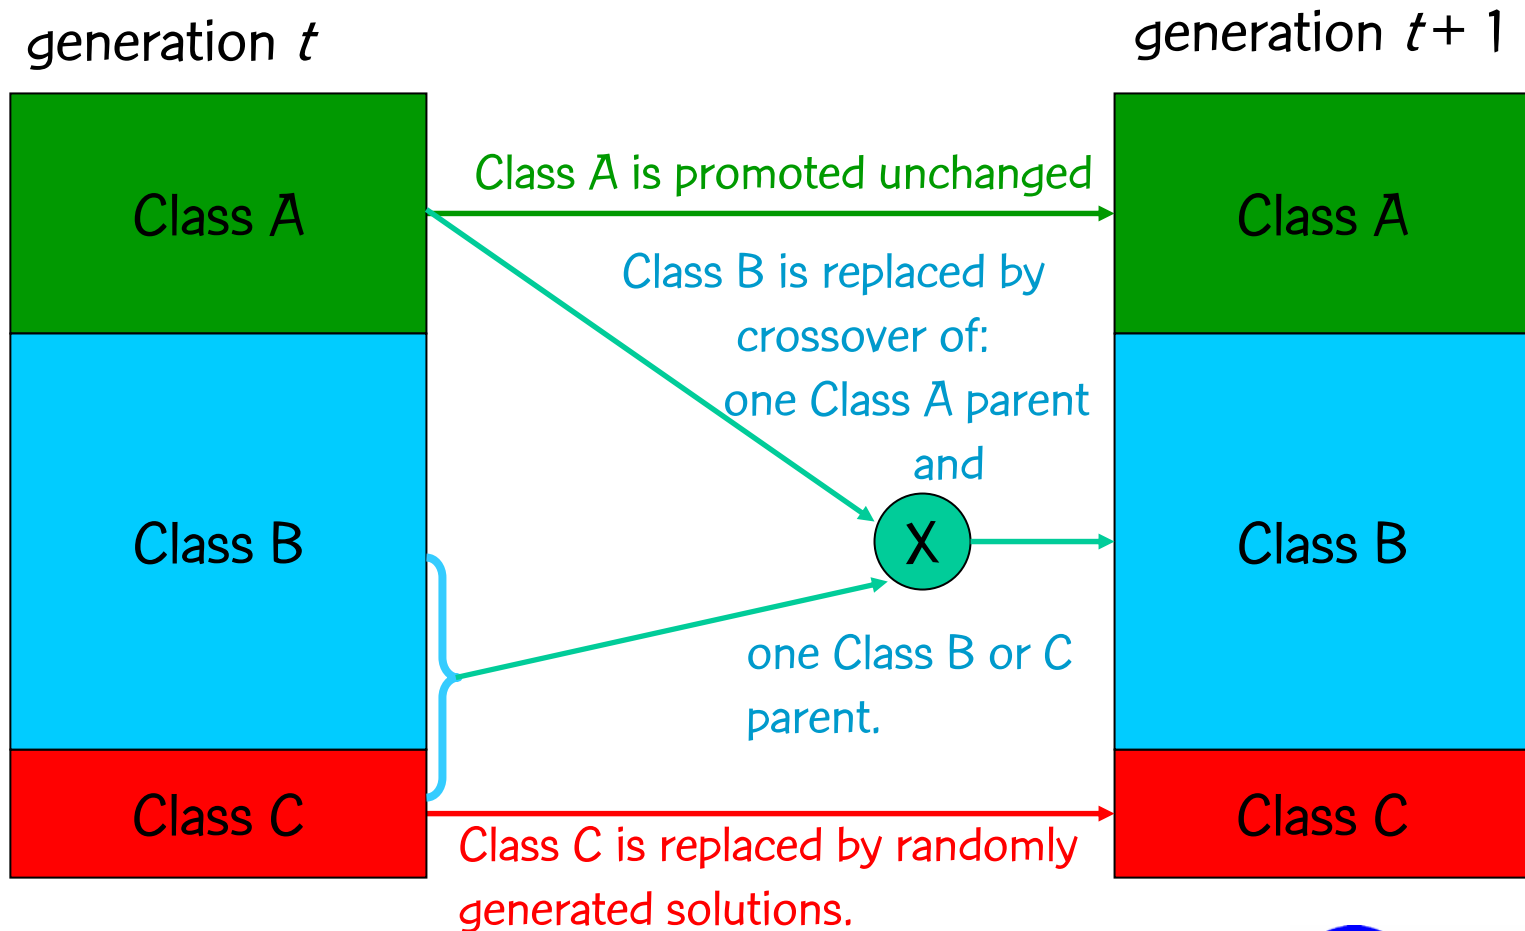 generation t
generation t + 1
Class A
Class A is promoted unchanged
Class A
Class B is replaced by
crossover of:
one Class A parent
and
Class B
X
Class B
one Class B or C
parent.
Class C
Class C
Class C is replaced by randomly
generated solutions.